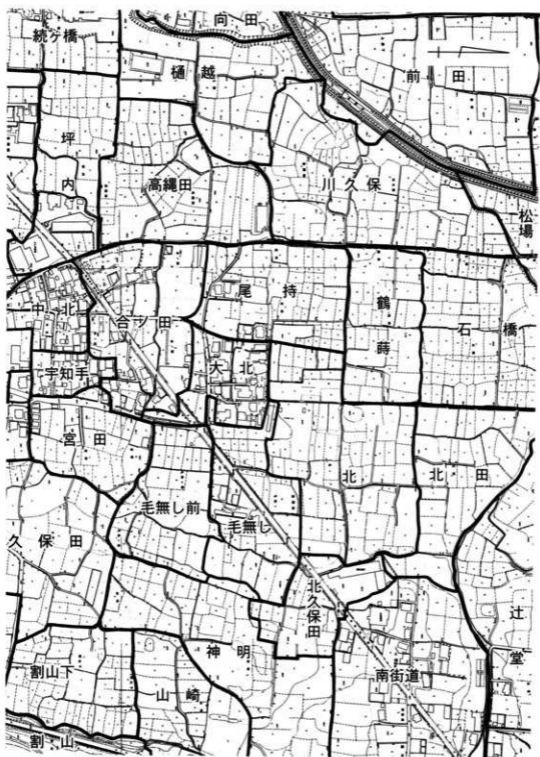 向田
続ヶ橋
樋越
前田
坪内
高縄田
川久保
松場
中北
合ツ田
尾持
鶴蒔
石橋
宇知手
大北
宮田
北
北田
毛無し前
毛無し
久保田
北久保田
辻堂
神明
南街道
割山下
山崎
割山